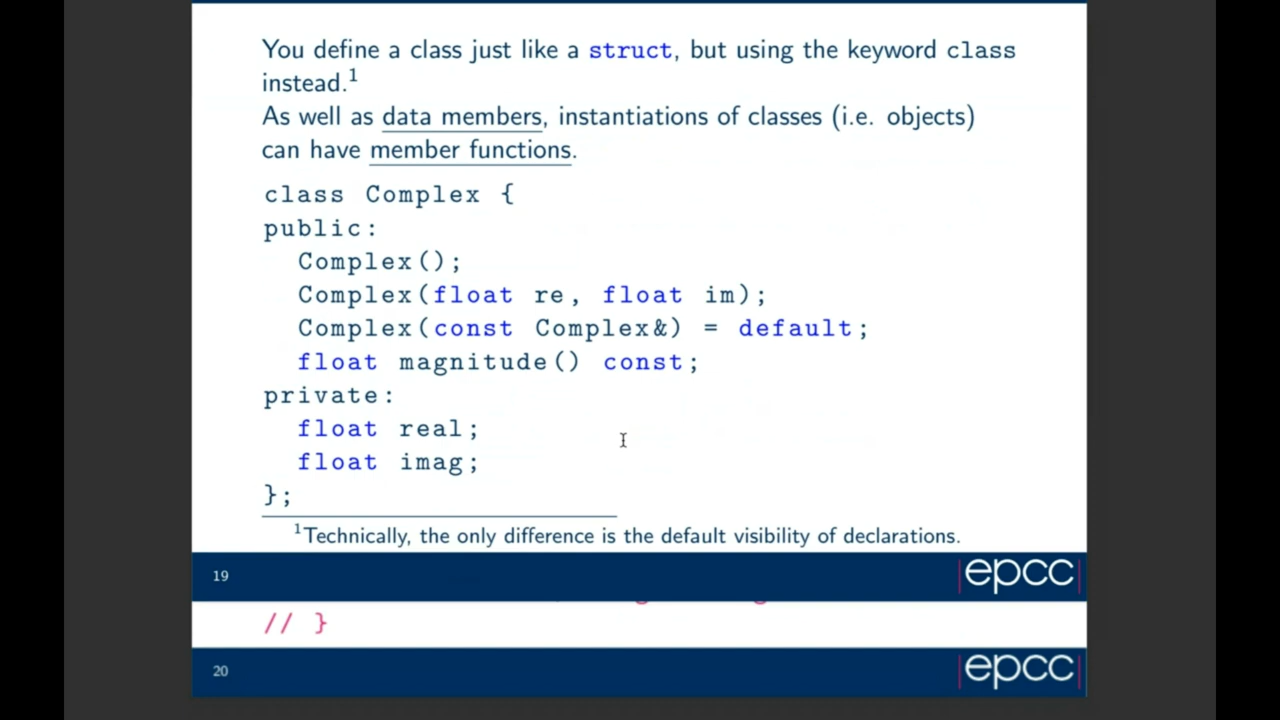 You define a class just like a struct, but using the keyword class
instead.1
As well as data members, instantiations of classes (i.e. objects)
can have member functions.
class Complex {
public:
  Complex();
  Complex(float re, float im);
  Complex(const Complex&) = default;
  float magnitude() const;
private:
  float real;
  float imag;
};
1Technically, the only difference is the default visibility of declarations.
19
epcc
// }
20
epcc